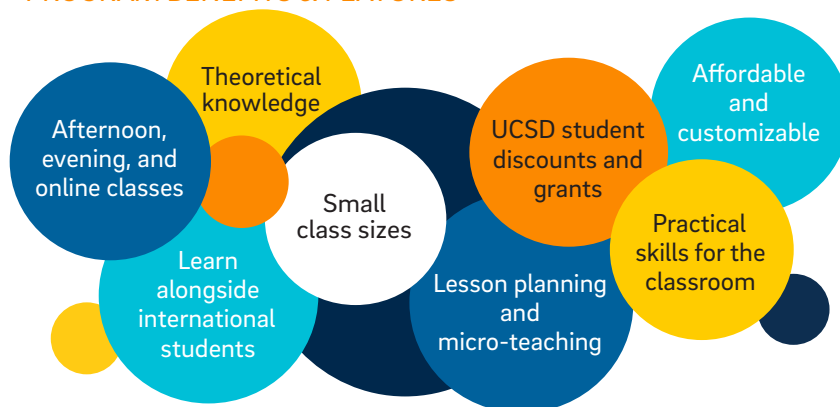 Theoretical
knowledge
Afternoon,
evening, and
online classes
Small
class sizes
Learn
alongside
international
students
UCSD student
discounts and
grants
Affordable
and
customizable
Practical
skills for the
classroom
Lesson planning
and
micro-teaching